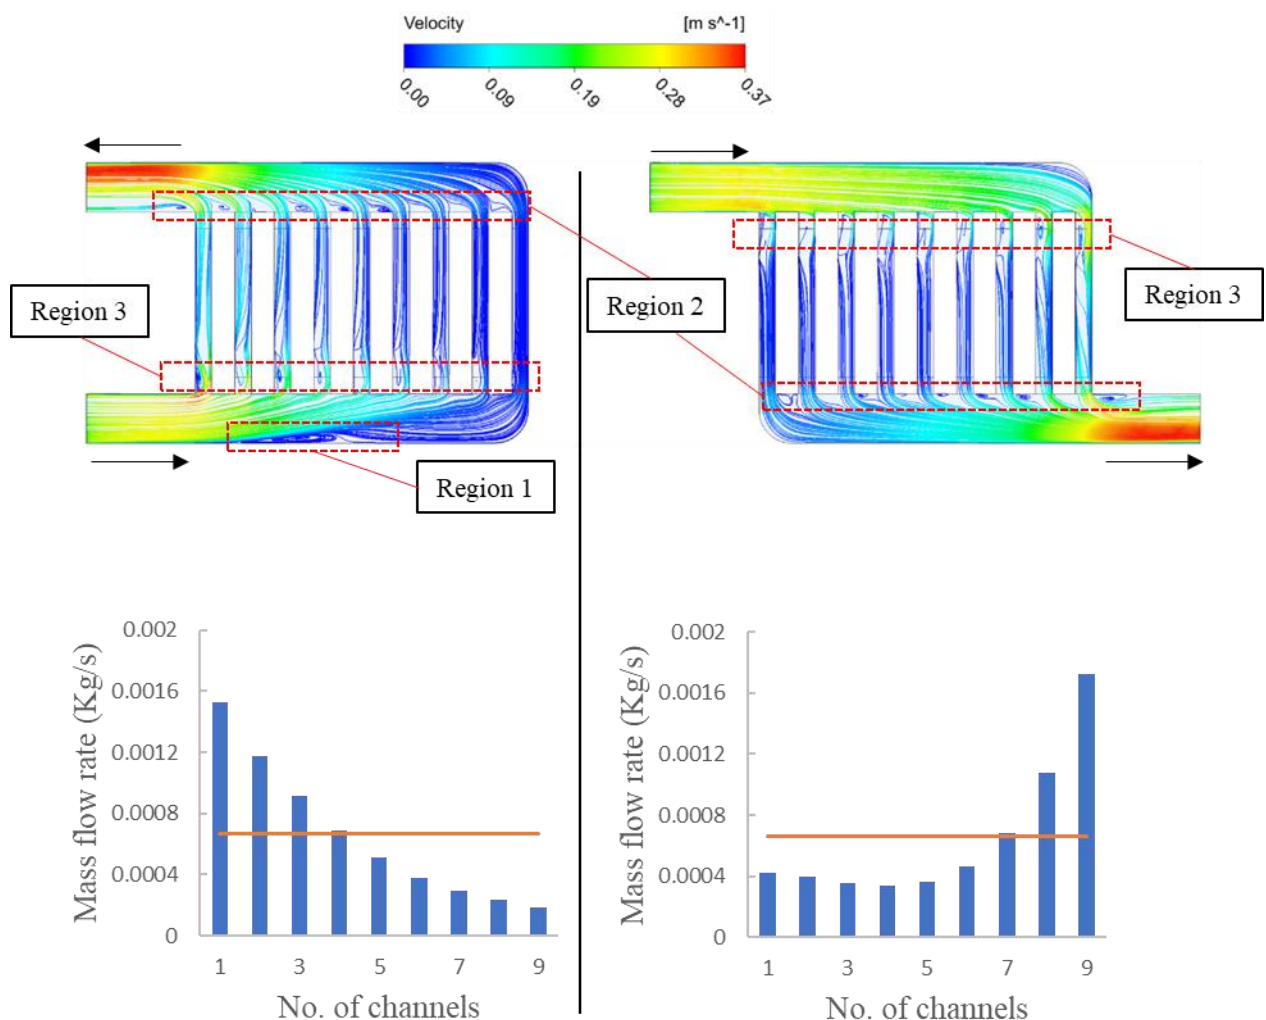 Velocity [m s^-1]
0.00 0.09 0.19 0.28 0.37
Region 3
Region 2
Region 3
Region 1
Mass flow rate (Kg/s)
0.002
0.0016
0.0012
0.0008
0.0004
0
1 3 5 7 9
No. of channels
Mass flow rate (Kg/s)
0.002
0.0016
0.0012
0.0008
0.0004
0
1 3 5 7 9
No. of channels